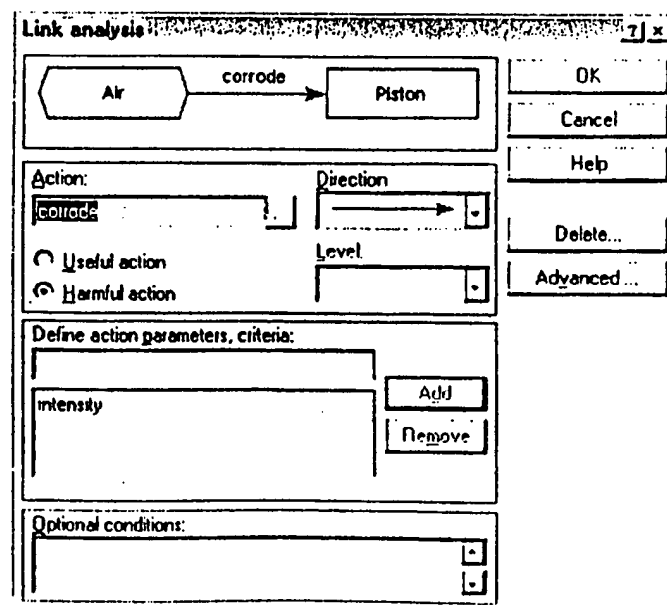 Link analysis ? ×
Air corrode Piston
OK
Cancel
Help
Delete...
Advanced...
Action: Direction
corrode ...
Useful action
Harmful action
Level:
Define action parameters, criteria:
Add
intensity
Remove
Optional conditions: